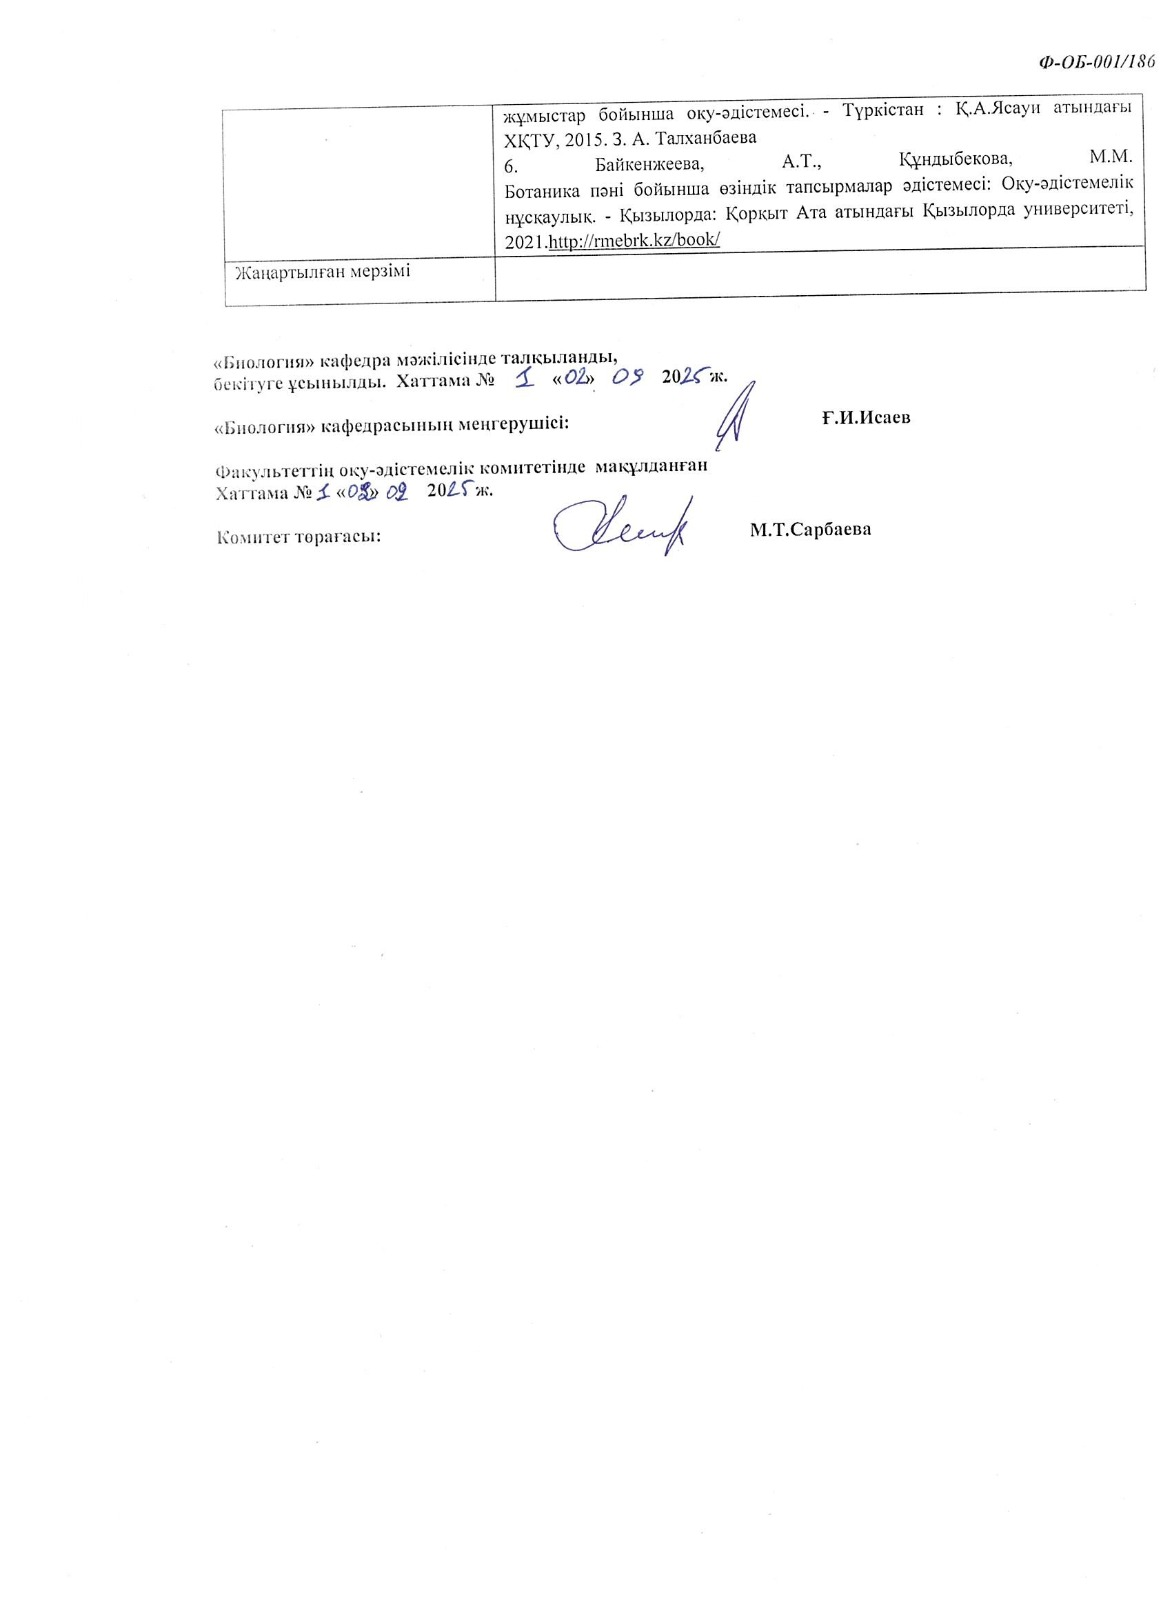 Ф-ОБ-001/186
жұмыстар бойынша оқу-әдістемесі. - Түркістан : Қ.А.Ясауи атындағы
ХҚТУ, 2015. З. А. Талханбаева
6. Байкенжеева, А.Т., Құндыбекова, М.М.
Ботаника пәні бойынша өзіндік тапсырмалар әдістемесі: Оқу-әдістемелік
нұсқаулық. - Қызылорда: Қорқыт Ата атындағы Қызылорда университеті,
2021.http://rmebrk.kz/book/
Жаңартылған мерзімі
«Биология» кафедра мәжілісінде талқыланды,
бекітуге ұсынылды. Хаттама № 1 «02» 09 2025 ж.
«Биология» кафедрасының меңгерушісі: Ғ.И.Исаев
Факультеттің оқу-әдістемелік комитетінде мақұлданған
Хаттама № 1 « » 2025 ж.
Комитет торағасы: М.Т.Сарбаева